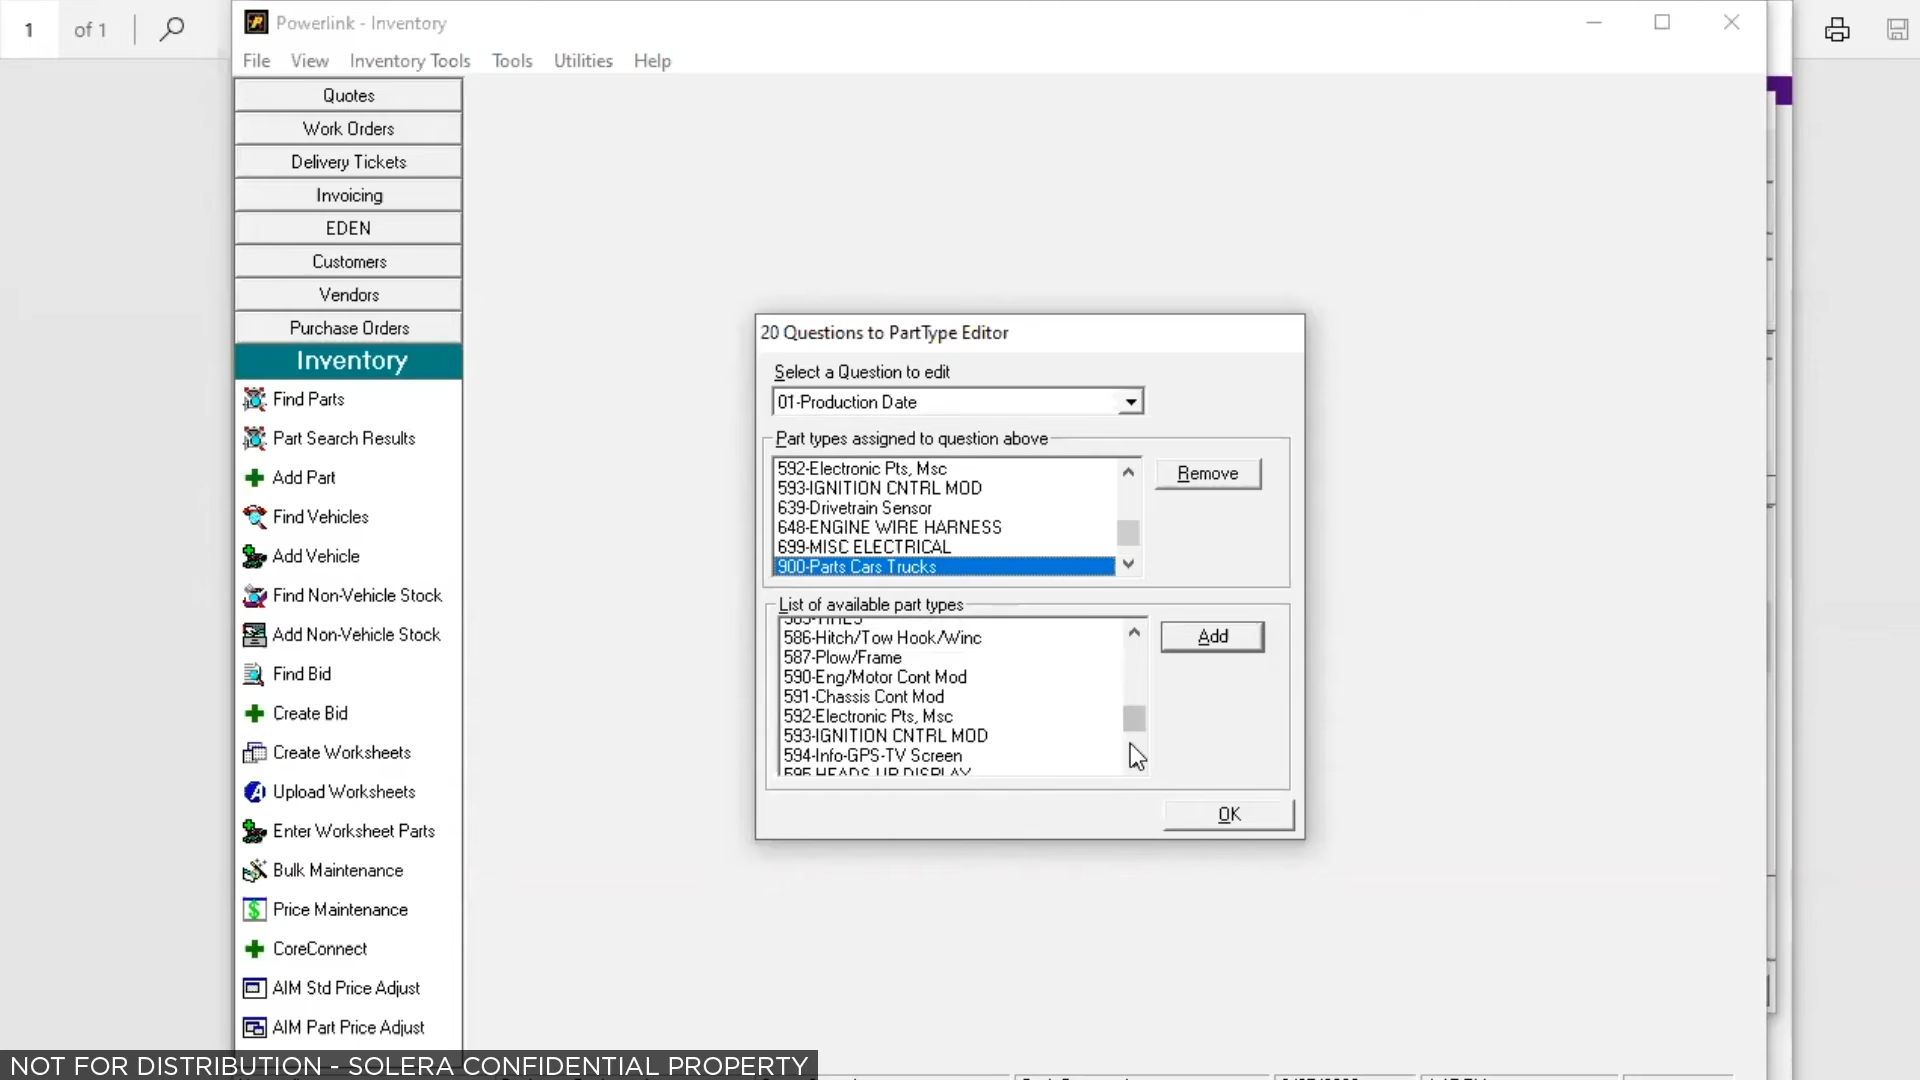 1 of 1
Powerlink - Inventory
File View Inventory Tools Tools Utilities Help
Quotes
Work Orders
Delivery Tickets
Invoicing
EDEN
Customers
Vendors
Purchase Orders
Inventory
Find Parts
Part Search Results
Add Part
Find Vehicles
Add Vehicle
Find Non-Vehicle Stock
Add Non-Vehicle Stock
Find Bid
Create Bid
Create Worksheets
Upload Worksheets
Enter Worksheet Parts
Bulk Maintenance
Price Maintenance
CoreConnect
AIM Std Price Adjust
AIM Part Price Adjust
20 Questions to PartType Editor
Select a Question to edit
01-Production Date
Part types assigned to question above
592-Electronic Pts, Msc
593-IGNITION CNTRL MOD
639-Drivetrain Sensor
648-ENGINE WIRE HARNESS
699-MISC ELECTRICAL
900-Parts Cars Trucks
Remove
List of available part types
586-Hitch/Tow Hook/Winc
587-Plow/Frame
590-Eng/Motor Cont Mod
591-Chassis Cont Mod
592-Electronic Pts, Msc
593-IGNITION CNTRL MOD
594-Info-GPS-TV Screen
595-HEADS UP DISPLAY
Add
OK
NOT FOR DISTRIBUTION - SOLERA CONFIDENTIAL PROPERTY